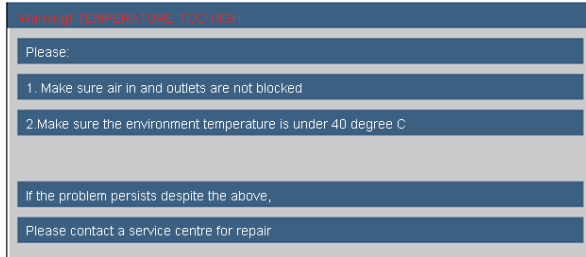 Warning! TEMPERATURE TOO HIGH
Please:
1. Make sure air in and outlets are not blocked
2.Make sure the environment temperature is under 40 degree C
If the problem persists despite the above,
Please contact a service centre for repair